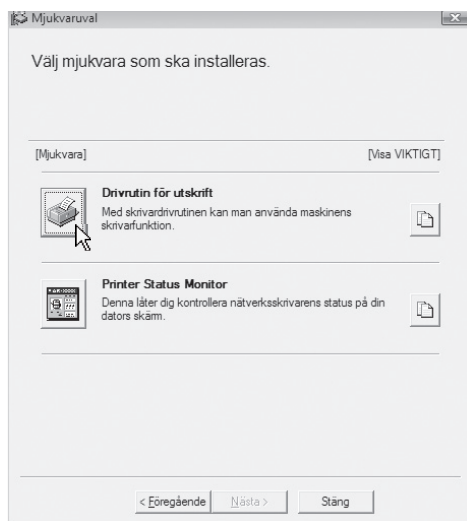 Mjukvaruval
Välj mjukvara som ska installeras.
[Mjukvara] [Visa VIKTIGT]
Drivrutin för utskrift
Med skrivardrivrutinen kan man använda maskinens
skrivarfunktion.
Printer Status Monitor
Denna låter dig kontrollera nätverksskrivarens status på din
dators skärm.
< Föregående Nästa > Stäng